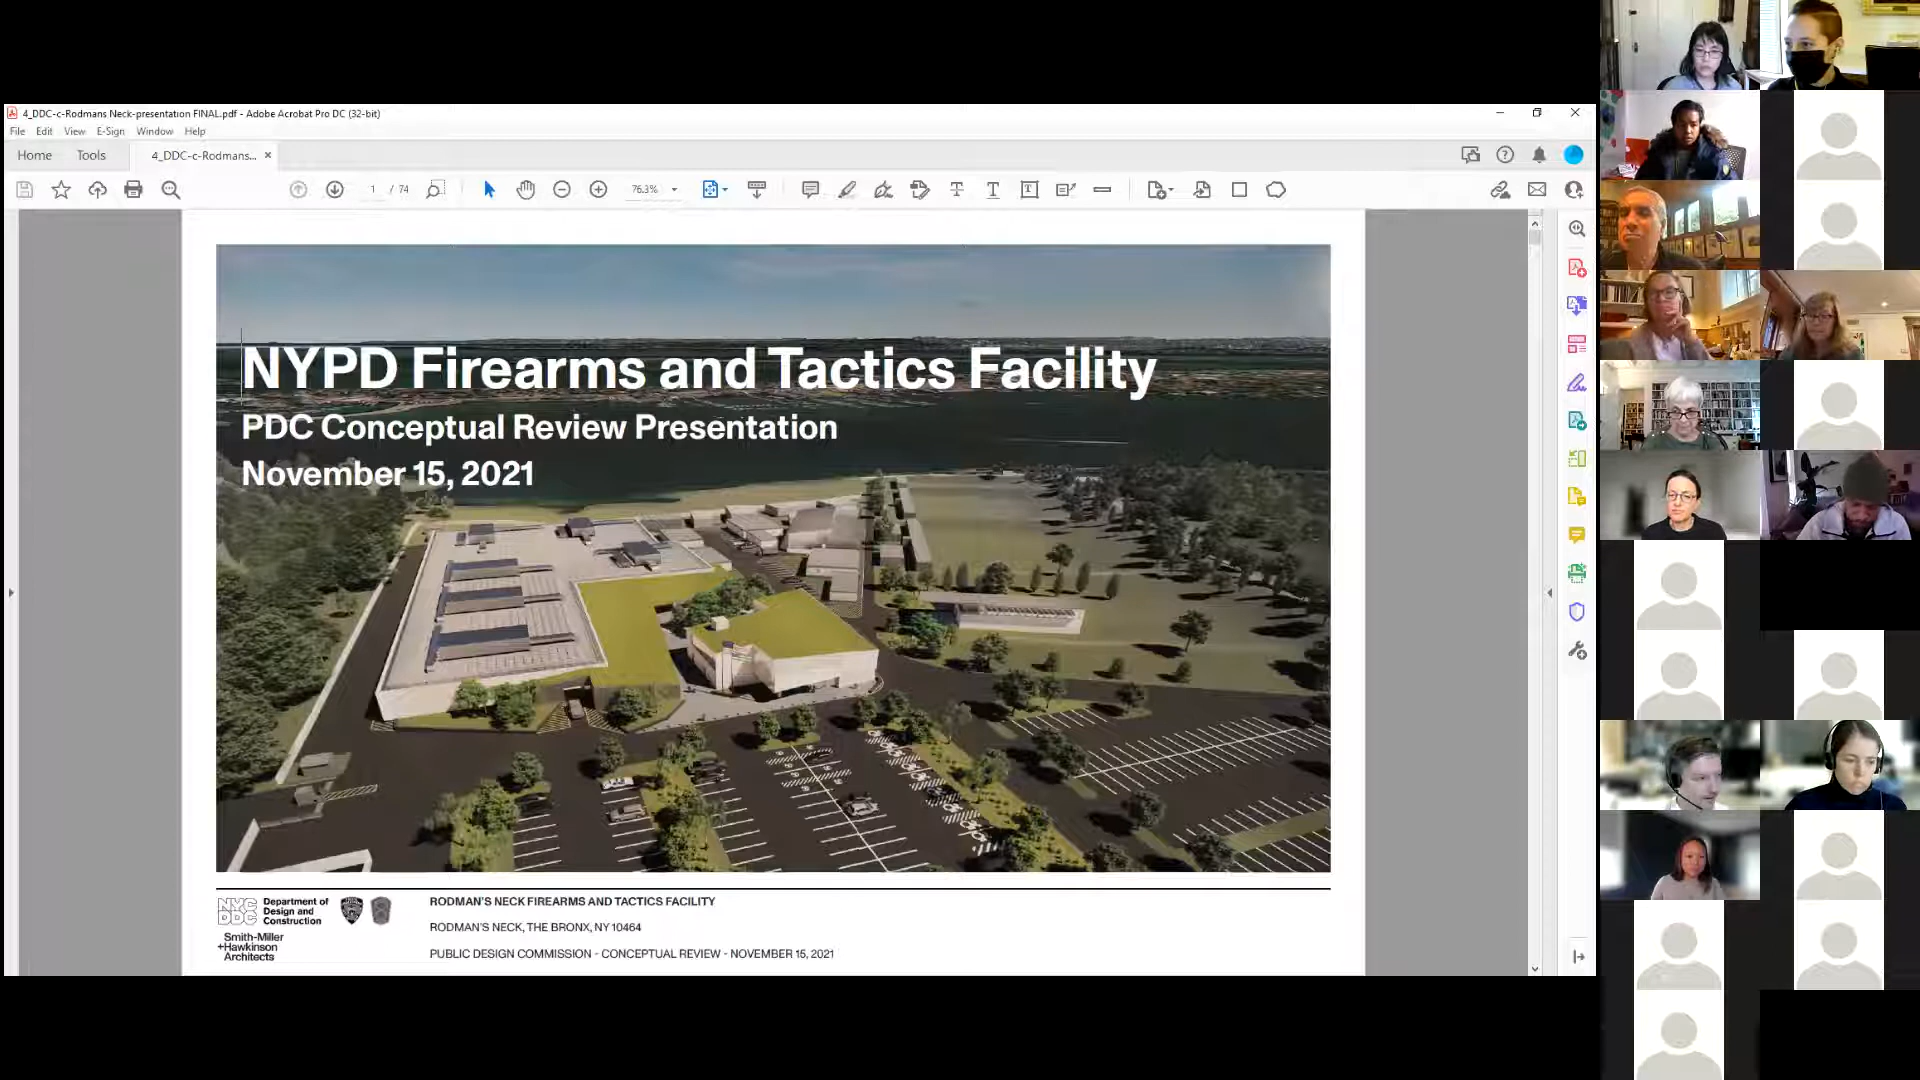 4_DDC-c-Rodmans Neck-presentation FINAL.pdf - Adobe Acrobat Pro DC (32-bit)
File Edit View E-Sign Window Help
Home Tools 4_DDC-c-Rodmans...
1 / 74 76.3%
NYPD Firearms and Tactics Facility
PDC Conceptual Review Presentation
November 15, 2021
NYC
DDC
Department of
Design and
Construction
Smith-Miller
+Hawkinson
Architects
RODMAN'S NECK FIREARMS AND TACTICS FACILITY
RODMAN'S NECK, THE BRONX, NY 10464
PUBLIC DESIGN COMMISSION - CONCEPTUAL REVIEW - NOVEMBER 15, 2021